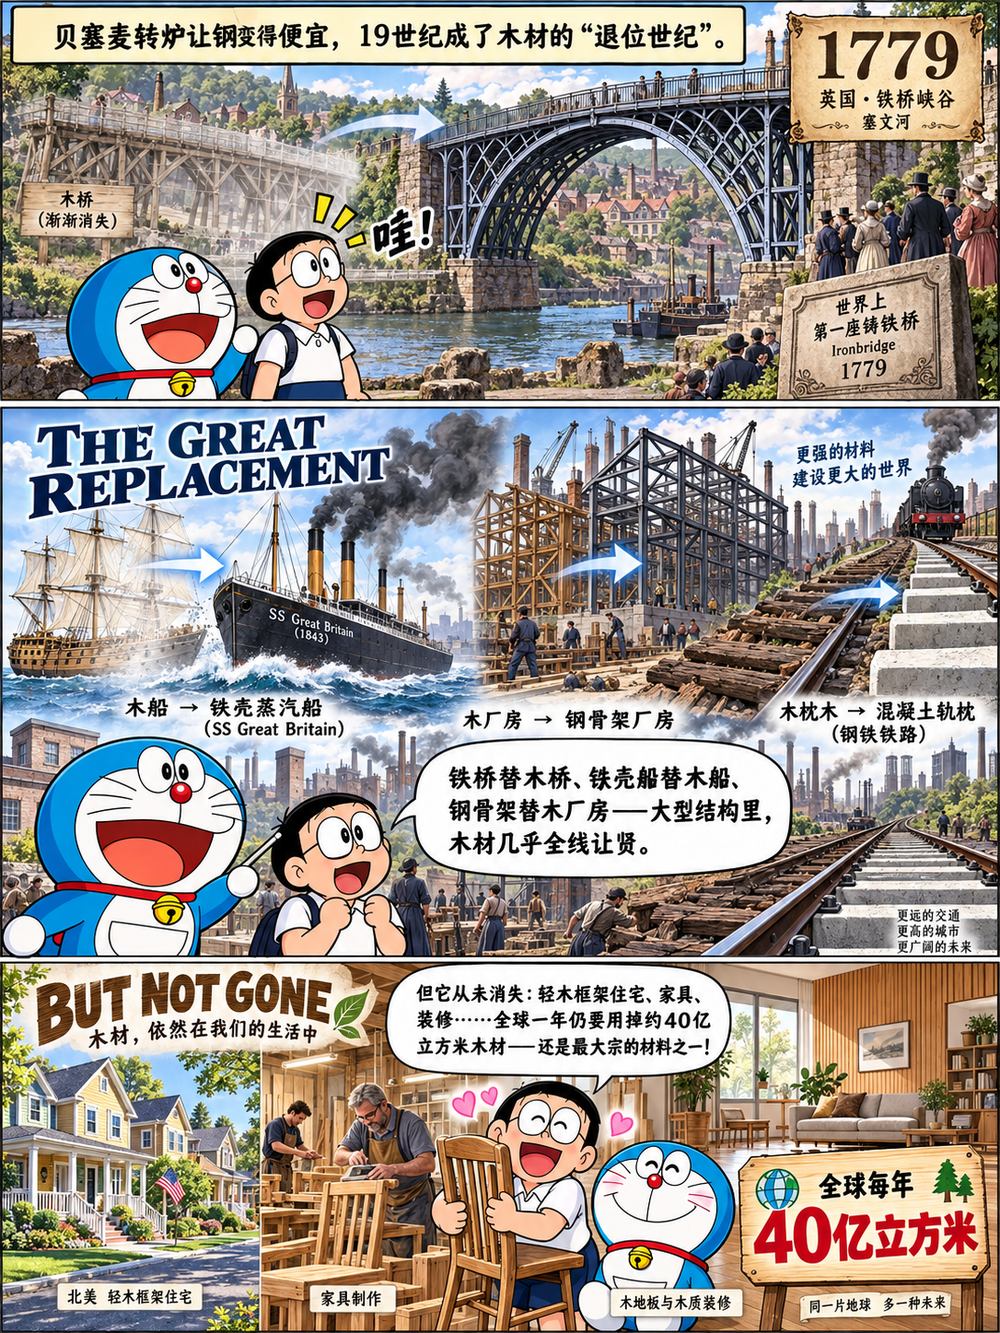 贝塞麦转炉让钢变得便宜，19世纪成了木材的“退位世纪”。
1779
英国·铁桥峡谷
塞文河
木桥
（渐渐消失）
哇！
世界上
第一座铸铁桥
Ironbridge
1779
THE GREAT
REPLACEMENT
更强的材料
建设更大的世界
SS Great Britain
(1843)
木船 → 铁壳蒸汽船
(SS Great Britain)
木厂房 → 钢骨架厂房
木枕木 → 混凝土轨枕
（钢铁铁路）
铁桥替木桥、铁壳船替木船、
钢骨架替木厂房——大型结构里，
木材几乎全线让贤。
更远的交通
更高的城市
更广阔的未来
BUT NOT GONE
木材，依然在我们的生活中
但它从未消失：轻木框架住宅、家具、
装修……全球一年仍要用掉约40亿
立方米木材——还是最大宗的材料之一！
全球每年
40亿立方米
北美 轻木框架住宅
家具制作
木地板与木质装修
同一片地球 多一种未来